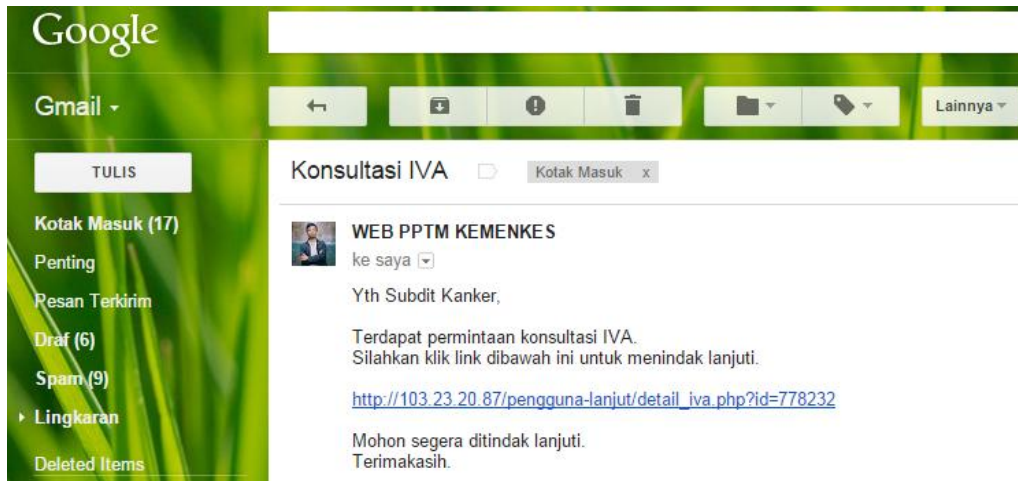 Google
Gmail
Lainnya
TULIS
Konsultasi IVA
Kotak Masuk x
Kotak Masuk (17)
Penting
Pesan Terkirim
Draf (6)
Spam (9)
Lingkaran
Deleted Items
WEB PPTM KEMENKES
ke saya
Yth Subdit Kanker,
Terdapat permintaan konsultasi IVA.
Silahkan klik link dibawah ini untuk menindak lanjuti.
http://103.23.20.87/pengguna-lanjut/detail_iva.php?id=778232
Mohon segera ditindak lanjuti.
Terimakasih.